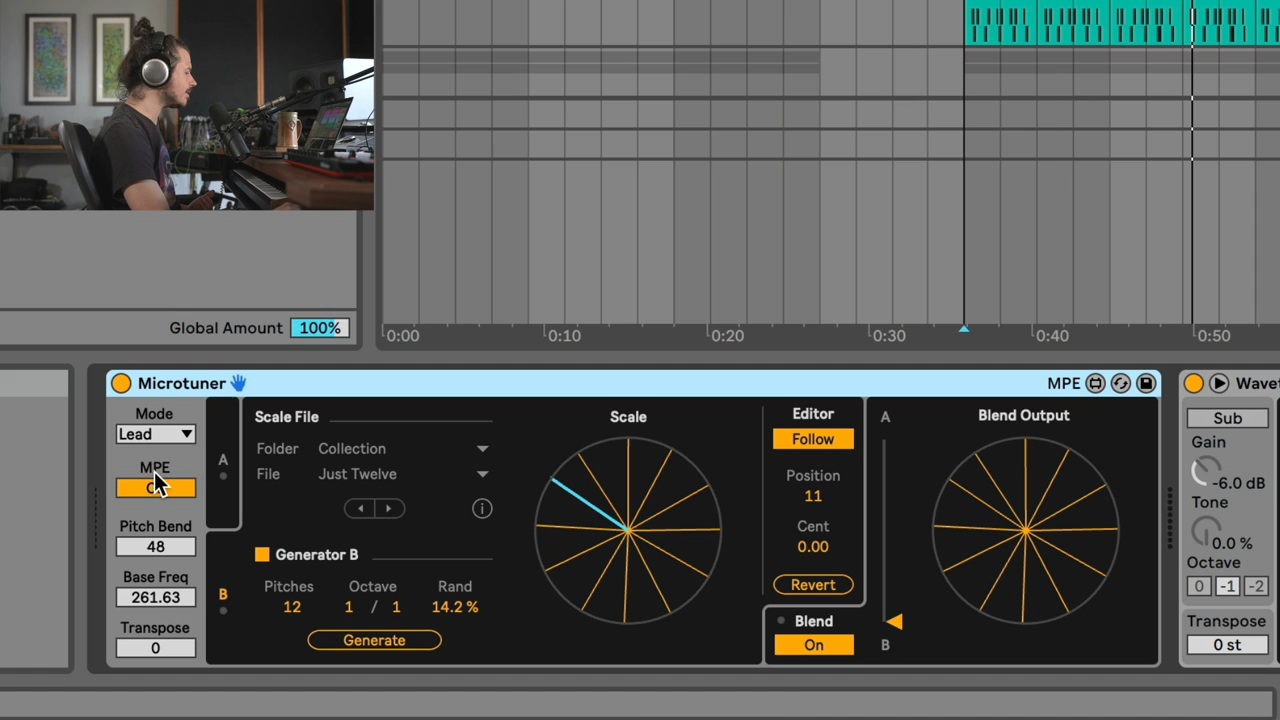 Global Amount 100%
0:00 0:10 0:20 0:30 0:40 0:50
Microtuner MPE
Mode
Lead
MPE
Pitch Bend
48
Base Freq
261.63
Transpose
0
A
B
Scale File
Folder Collection
File Just Twelve
i
Generator B
Pitches Octave Rand
12 1 / 1 14.2 %
Generate
Scale
Editor
Follow
Position
11
Cent
0.00
Revert
Blend
On
A
B
Blend Output
Sub
Gain
-6.0 dB
Tone
0.0 %
Octave
0 -1 -2
Transpose
0 st